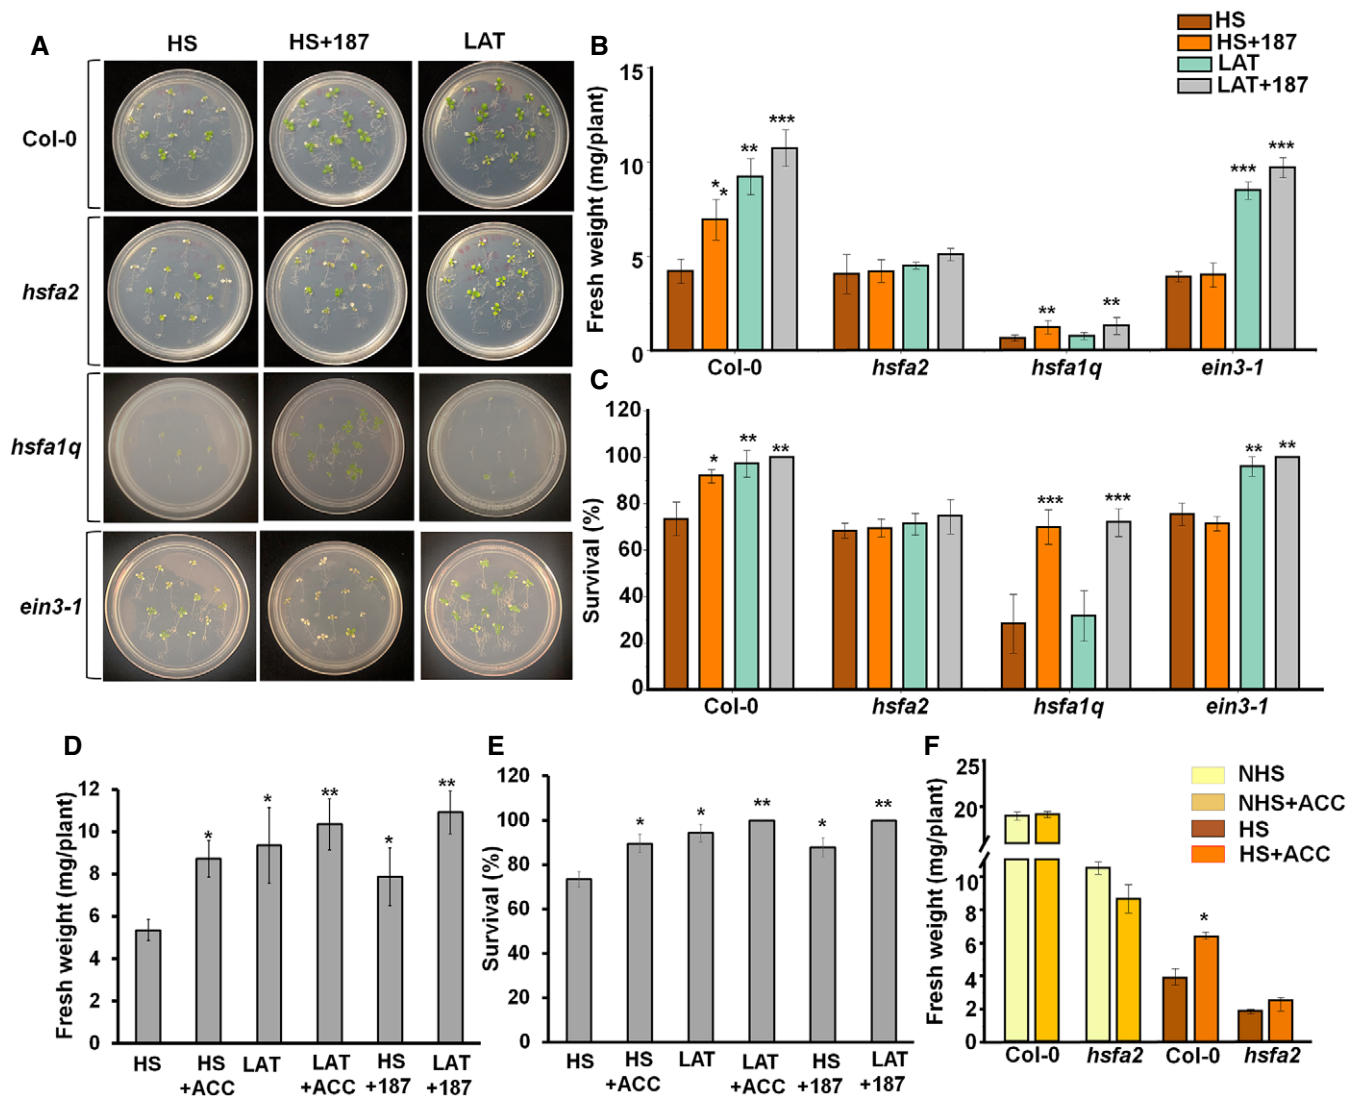 A
HS
HS+187
LAT
Col-0
hsfa2
hsfa1q
ein3-1
B
HS
HS+187
LAT
LAT+187
Fresh weight (mg/plant)
15
10
5
0
** ** ***
** **
*** ***
Col-0 hsfa2 hsfa1q ein3-1
C
Survival (%)
120
100
80
60
40
20
0
* ** **
*** ***
** **
Col-0 hsfa2 hsfa1q ein3-1
D
Fresh weight (mg/plant)
12
10
8
6
4
2
0
* * ** * **
HS HS LAT LAT HS LAT
+ACC +ACC +187 +187
E
Survival (%)
120
100
80
60
40
20
0
* * ** * **
HS HS LAT LAT HS LAT
+ACC +ACC +187 +187
F
NHS
NHS+ACC
HS
HS+ACC
Fresh weight (mg/plant)
25
20
10
8
6
4
2
0
*
Col-0 hsfa2 Col-0 hsfa2